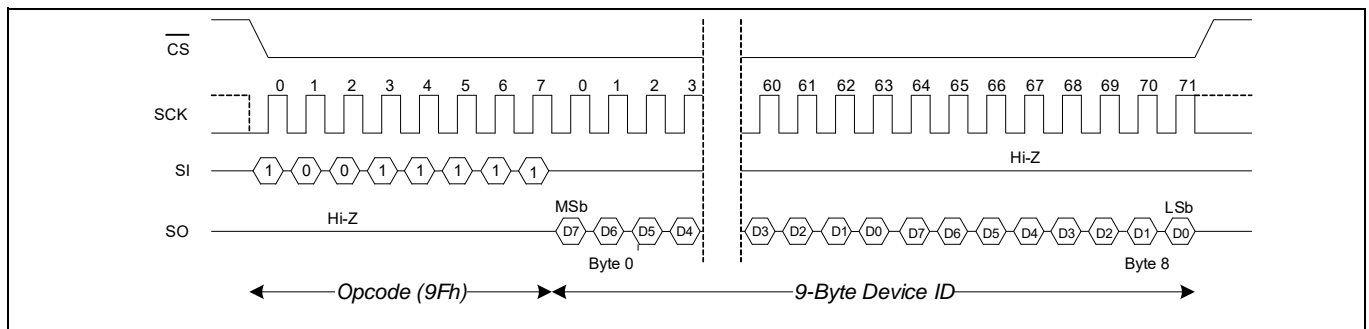 CS
0 1 2 3 4 5 6 7 0 1 2 3 60 61 62 63 64 65 66 67 68 69 70 71
SCK
Hi-Z
SI 1 0 0 1 1 1 1 1
Hi-Z MSb LSb
SO D7 D6 D5 D4 D3 D2 D1 D0 D7 D6 D5 D4 D3 D2 D1 D0
Byte 0 Byte 8
Opcode (9Fh) 9-Byte Device ID